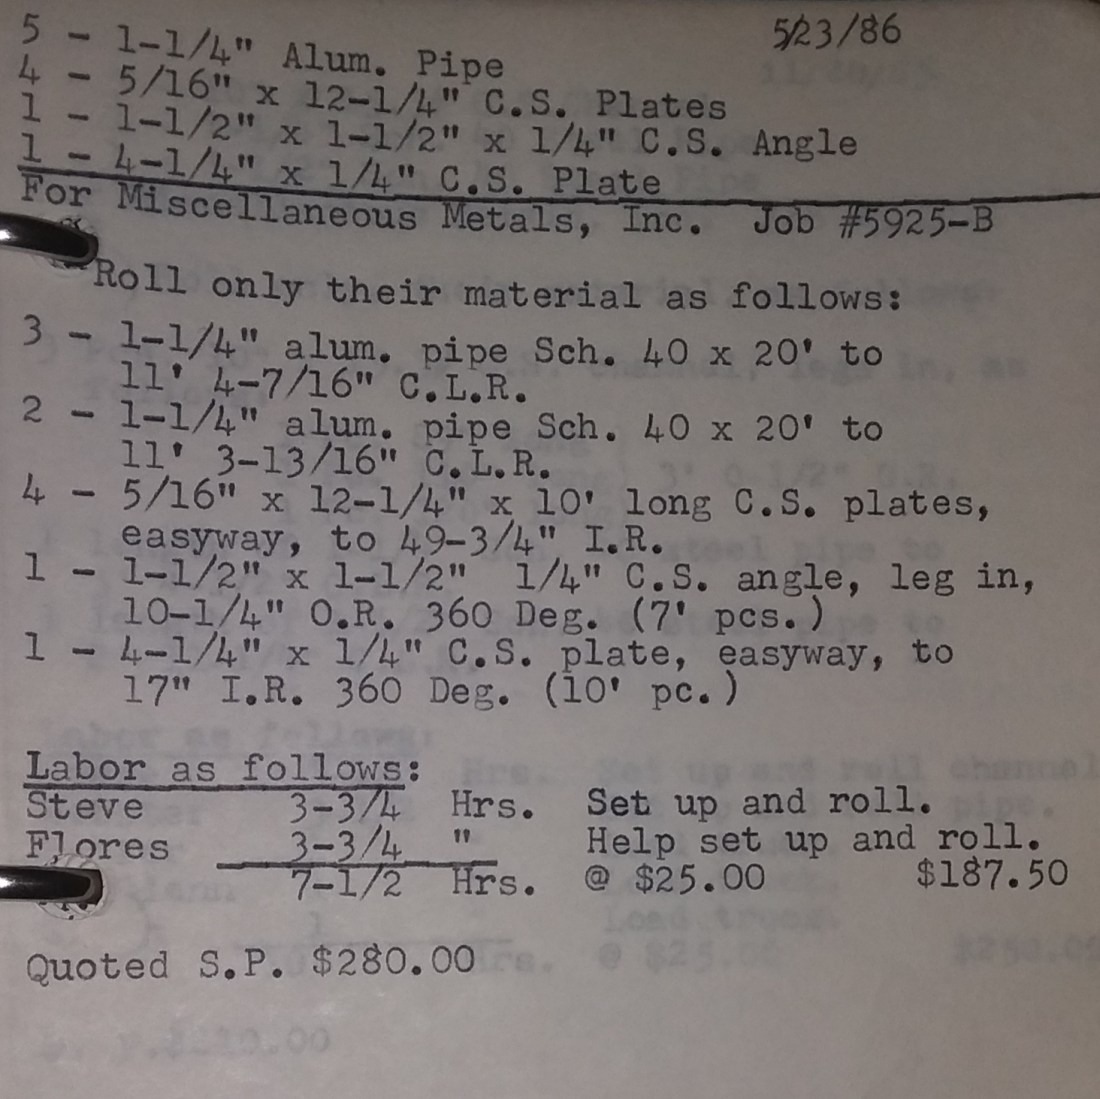 5/23/86
5 - 1-1/4" Alum. Pipe
4 - 5/16" x 12-1/4" C.S. Plates
1 - 1-1/2" x 1-1/2" x 1/4" C.S. Angle
1 - 4-1/4" x 1/4" C.S. Plate
For Miscellaneous Metals, Inc. Job #5925-B
Roll only their material as follows:
3 - 1-1/4" alum. pipe Sch. 40 x 20' to
11' 4-7/16" C.L.R.
2 - 1-1/4" alum. pipe Sch. 40 x 20' to
11' 3-13/16" C.L.R.
4 - 5/16" x 12-1/4" x 10' long C.S. plates,
easyway, to 49-3/4" I.R.
1 - 1-1/2" x 1-1/2" 1/4" C.S. angle, leg in,
10-1/4" O.R. 360 Deg. (7' pcs.)
1 - 4-1/4" x 1/4" C.S. plate, easyway, to
17" I.R. 360 Deg. (10' pc.)
Labor as follows:
Steve 3-3/4 Hrs. Set up and roll.
Flores 3-3/4 " Help set up and roll.
7-1/2 Hrs. @ $25.00 $187.50
Quoted S.P. $280.00